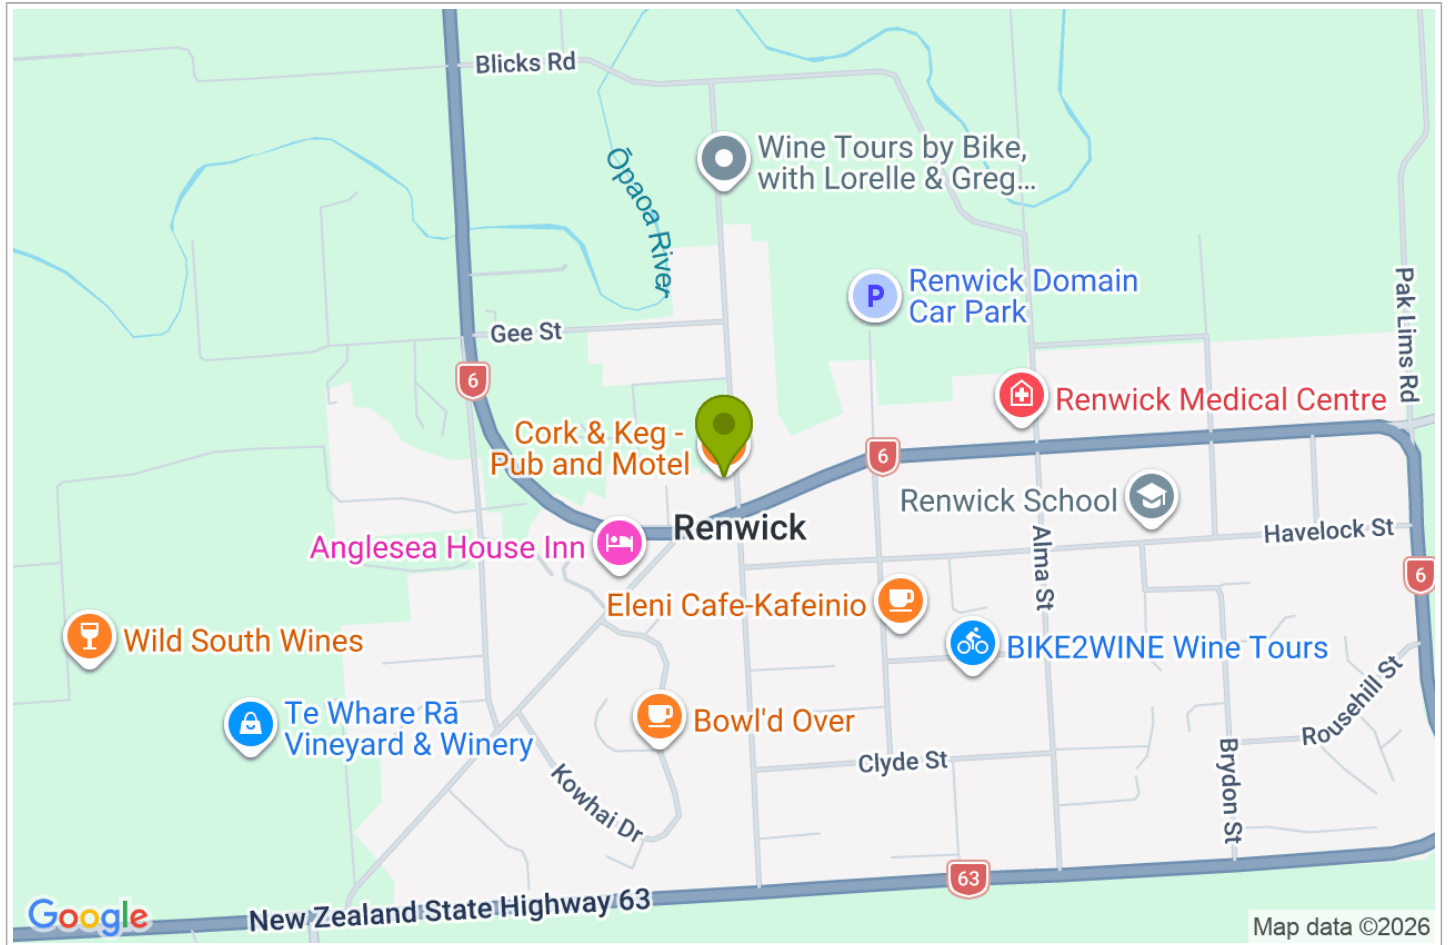 Blicks Rd
Wine Tours by Bike,
with Lorelle & Greg...
Ōpaoa River
Renwick Domain
Car Park
P
Pak Lims Rd
Gee St
6
Renwick Medical Centre
Cork & Keg -
Pub and Motel
6
Renwick School
Renwick
Havelock St
Anglesea House Inn
Alma St
6
Eleni Cafe-Kafeinio
Wild South Wines
BIKE2WINE Wine Tours
Te Whare Rā
Vineyard & Winery
Bowl'd Over
Rousehill St
Clyde St
Brydon St
Kowhai Dr
63
New Zealand State Highway 63
Google
Map data ©2026